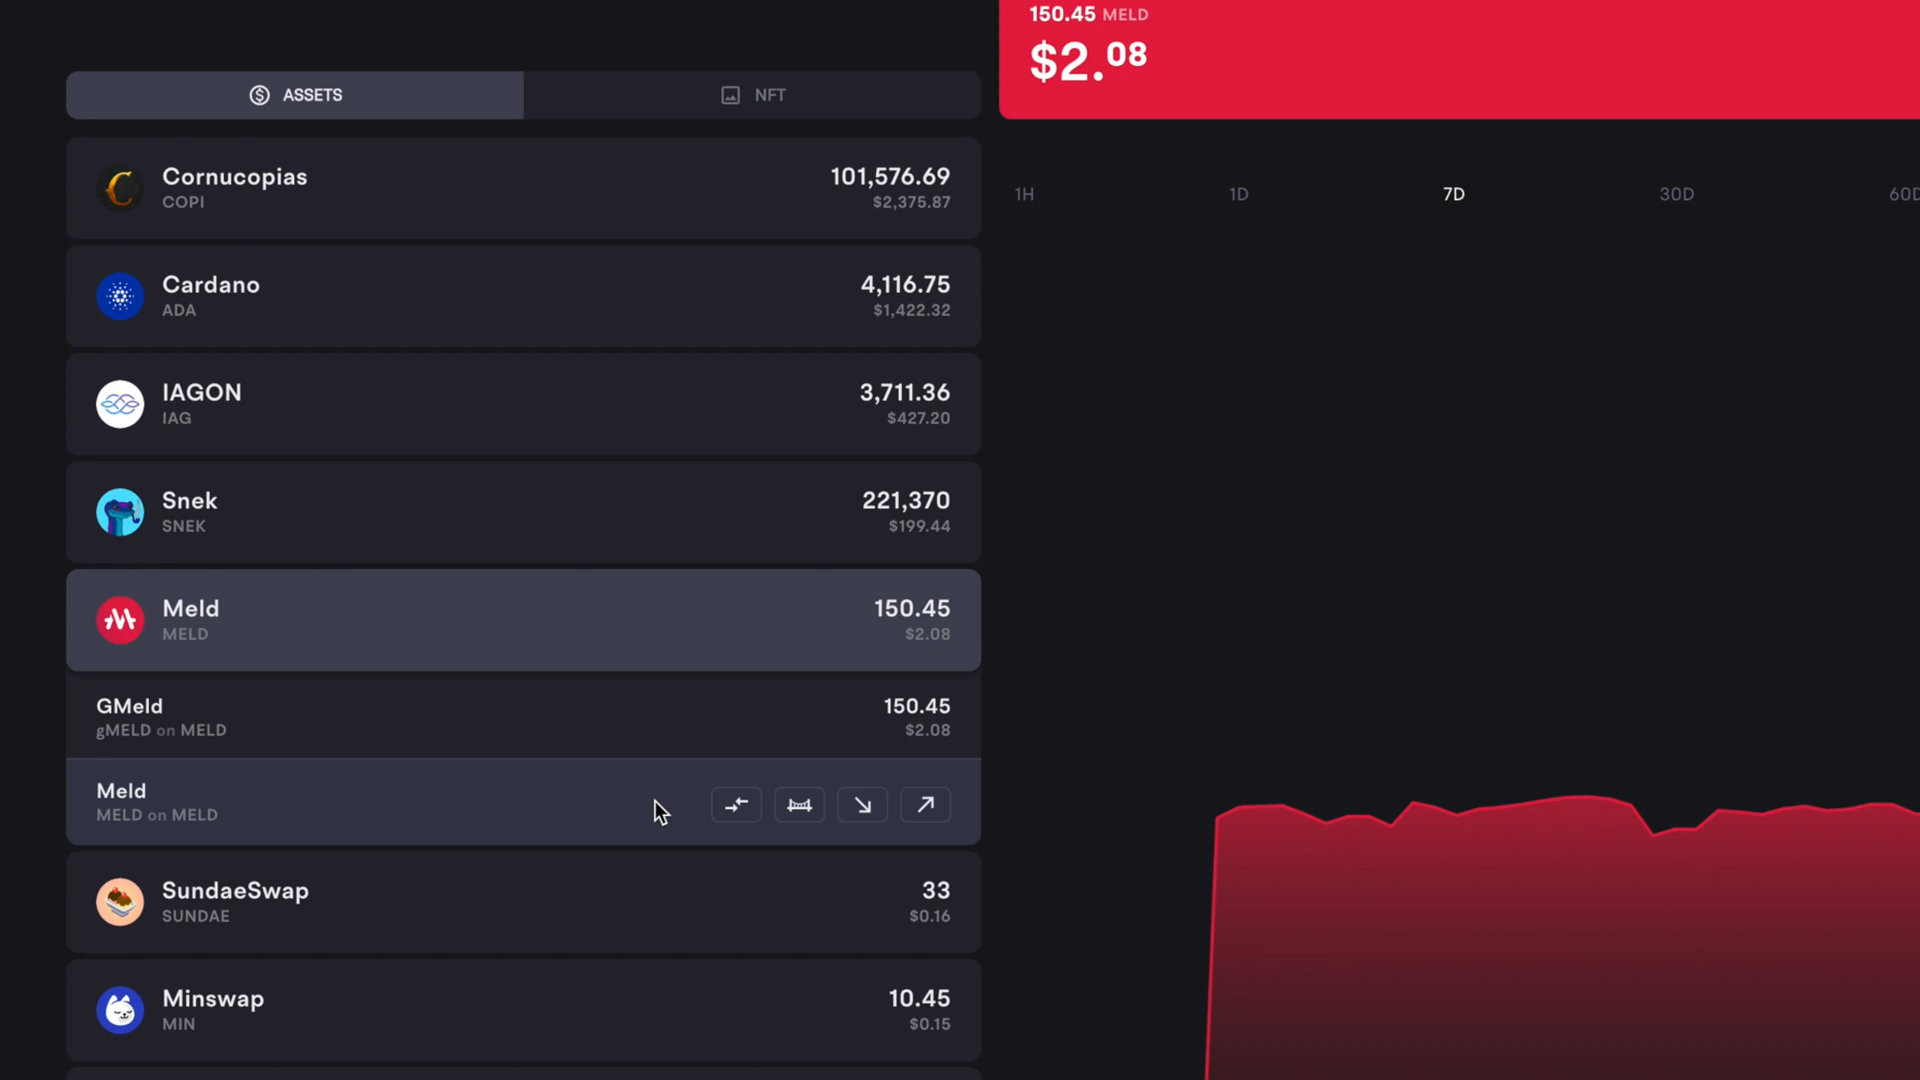 150.45 MELD
$2.08
ASSETS
NFT
Cornucopias
COPI
101,576.69
$2,375.87
Cardano
ADA
4,116.75
$1,422.32
IAGON
IAG
3,711.36
$427.20
Snek
SNEK
221,370
$199.44
Meld
MELD
150.45
$2.08
GMeld
gMELD on MELD
150.45
$2.08
Meld
MELD on MELD
SundaeSwap
SUNDAE
33
$0.16
Minswap
MIN
10.45
$0.15
1H
1D
7D
30D
60D